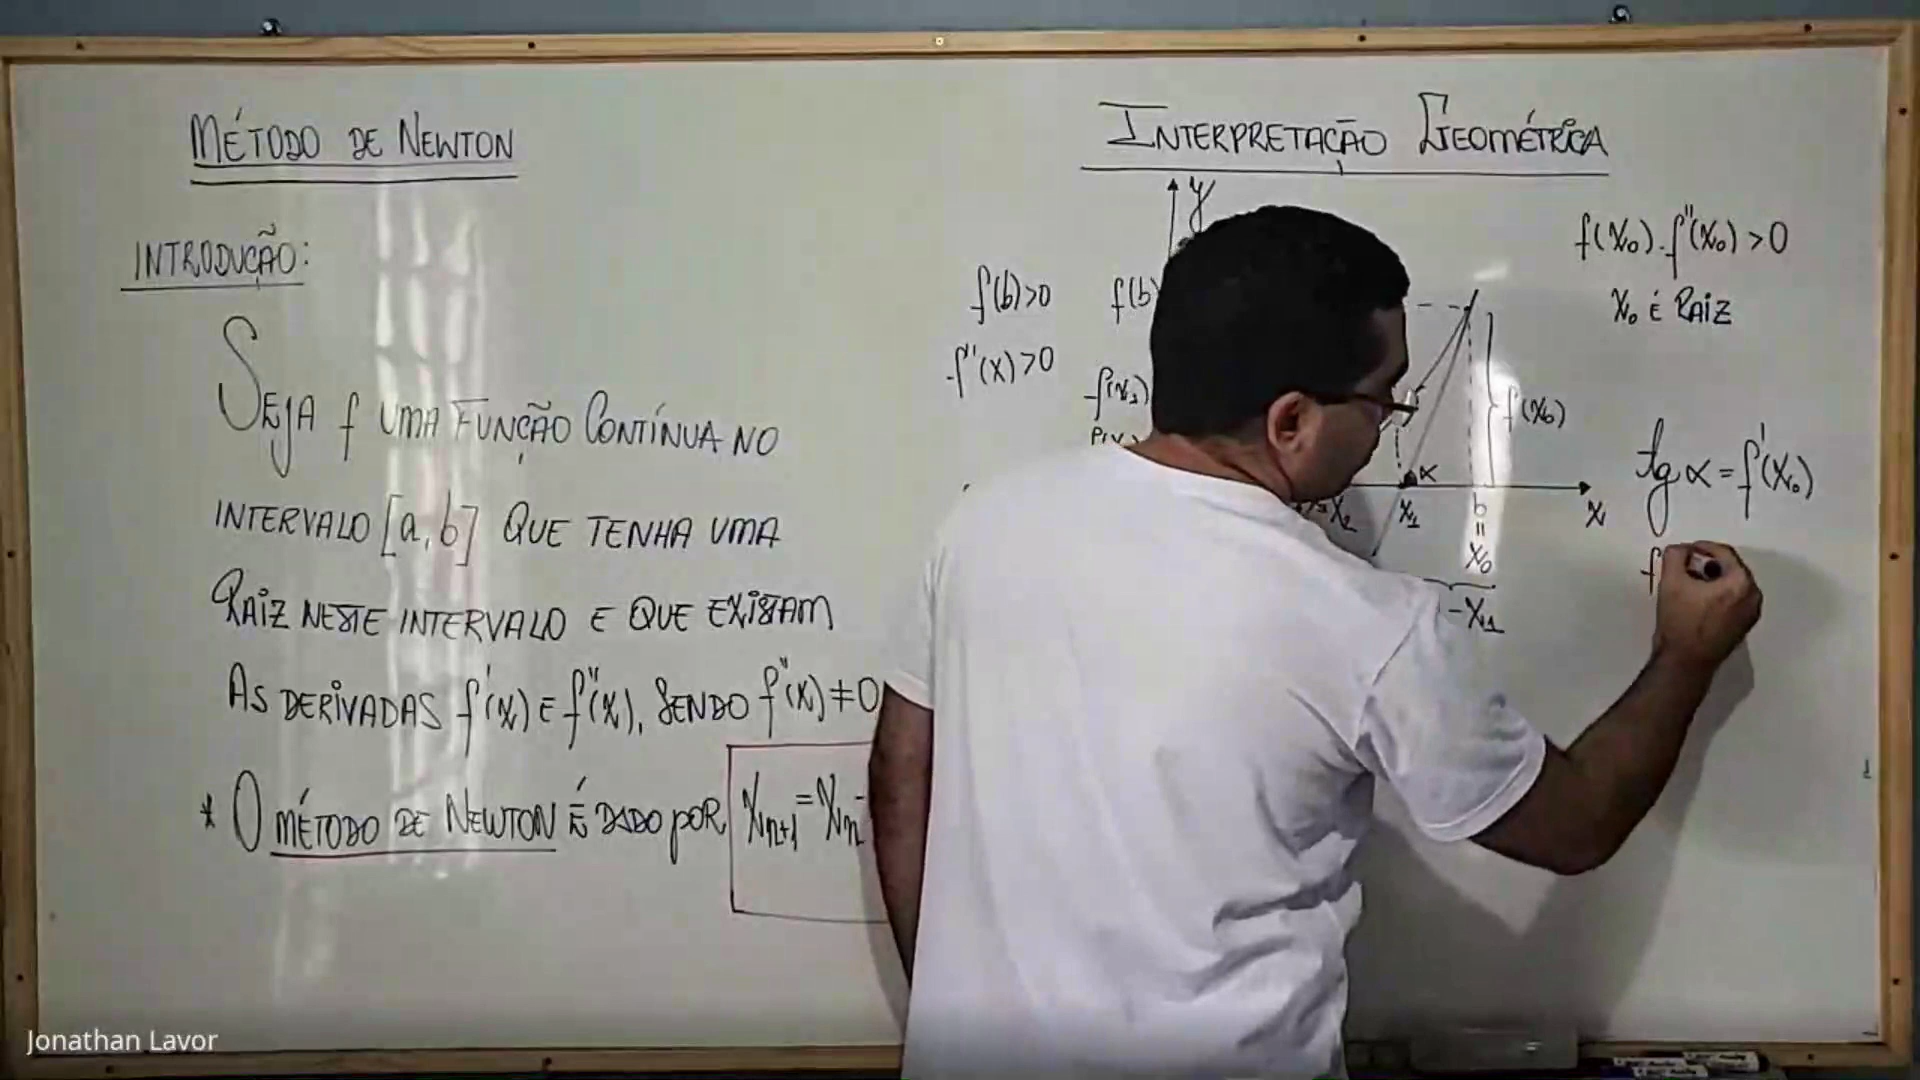 MÉTODO DE NEWTON
INTRODUÇÃO:
SEJA f UMA FUNÇÃO CONTÍNUA NO
INTERVALO [a,b] QUE TENHA UMA
RAIZ NESTE INTERVALO E QUE EXISTAM
AS DERIVADAS f'(x) E f''(x), SENDO f''(x)≠0
* O MÉTODO DE NEWTON É DADO POR Xn+1 = Xn -
INTERPRETAÇÃO GEOMÉTRICA
y
f(x₀).f''(x₀)>0
x₀ É RAIZ
f(b)>0 f(b)
f''(x)>0
f(x₁)
f(x₀)
α
tg α = f'(x₀)
x₂ x₁ b x
=
x₀
-x₁
f
Jonathan Lavor